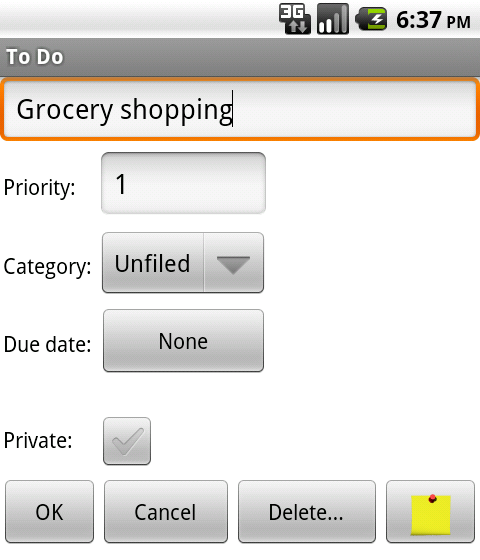 3G 6:37 PM
To Do
Grocery shopping
Priority: 1
Category: Unfiled
Due date: None
Private:
OK Cancel Delete...